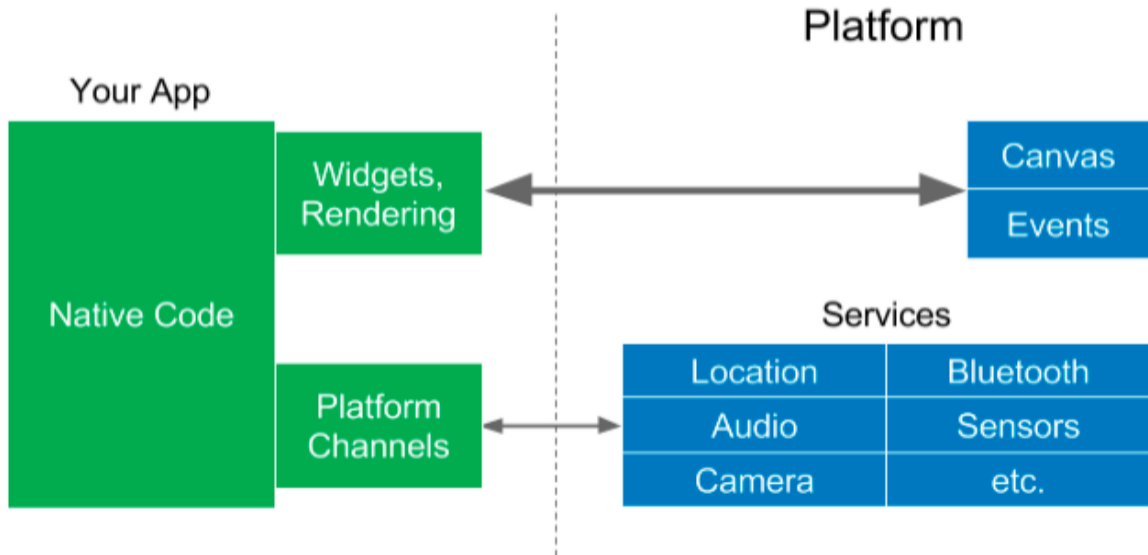 Platform
Your App
Widgets,
Rendering
Canvas
Events
Native Code
Services
Platform
Channels
Location
Bluetooth
Audio
Sensors
Camera
etc.